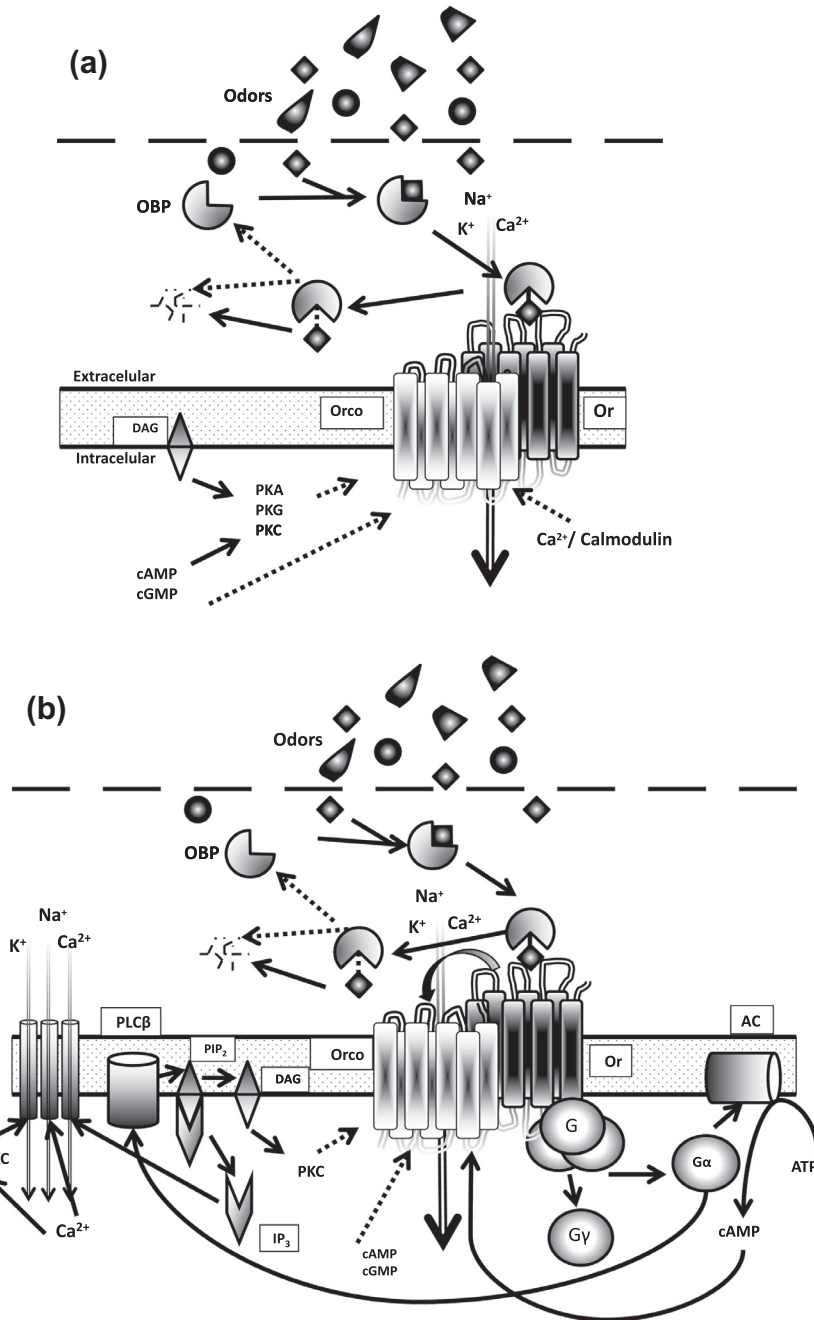 (a)
Odors
OBP
Na⁺
K⁺
Ca²⁺
Extracelular
Orco
Or
DAG
Intracelular
PKA
PKG
PKC
Ca²⁺/ Calmodulin
cAMP
cGMP
(b)
Odors
OBP
Na⁺
K⁺
Ca²⁺
Na⁺
K⁺
Ca²⁺
PLCβ
AC
PIP₂
Orco
Or
DAG
G
PKC
Gα
ATP
Ca²⁺
IP₃
Gγ
cAMP
cAMP
cGMP